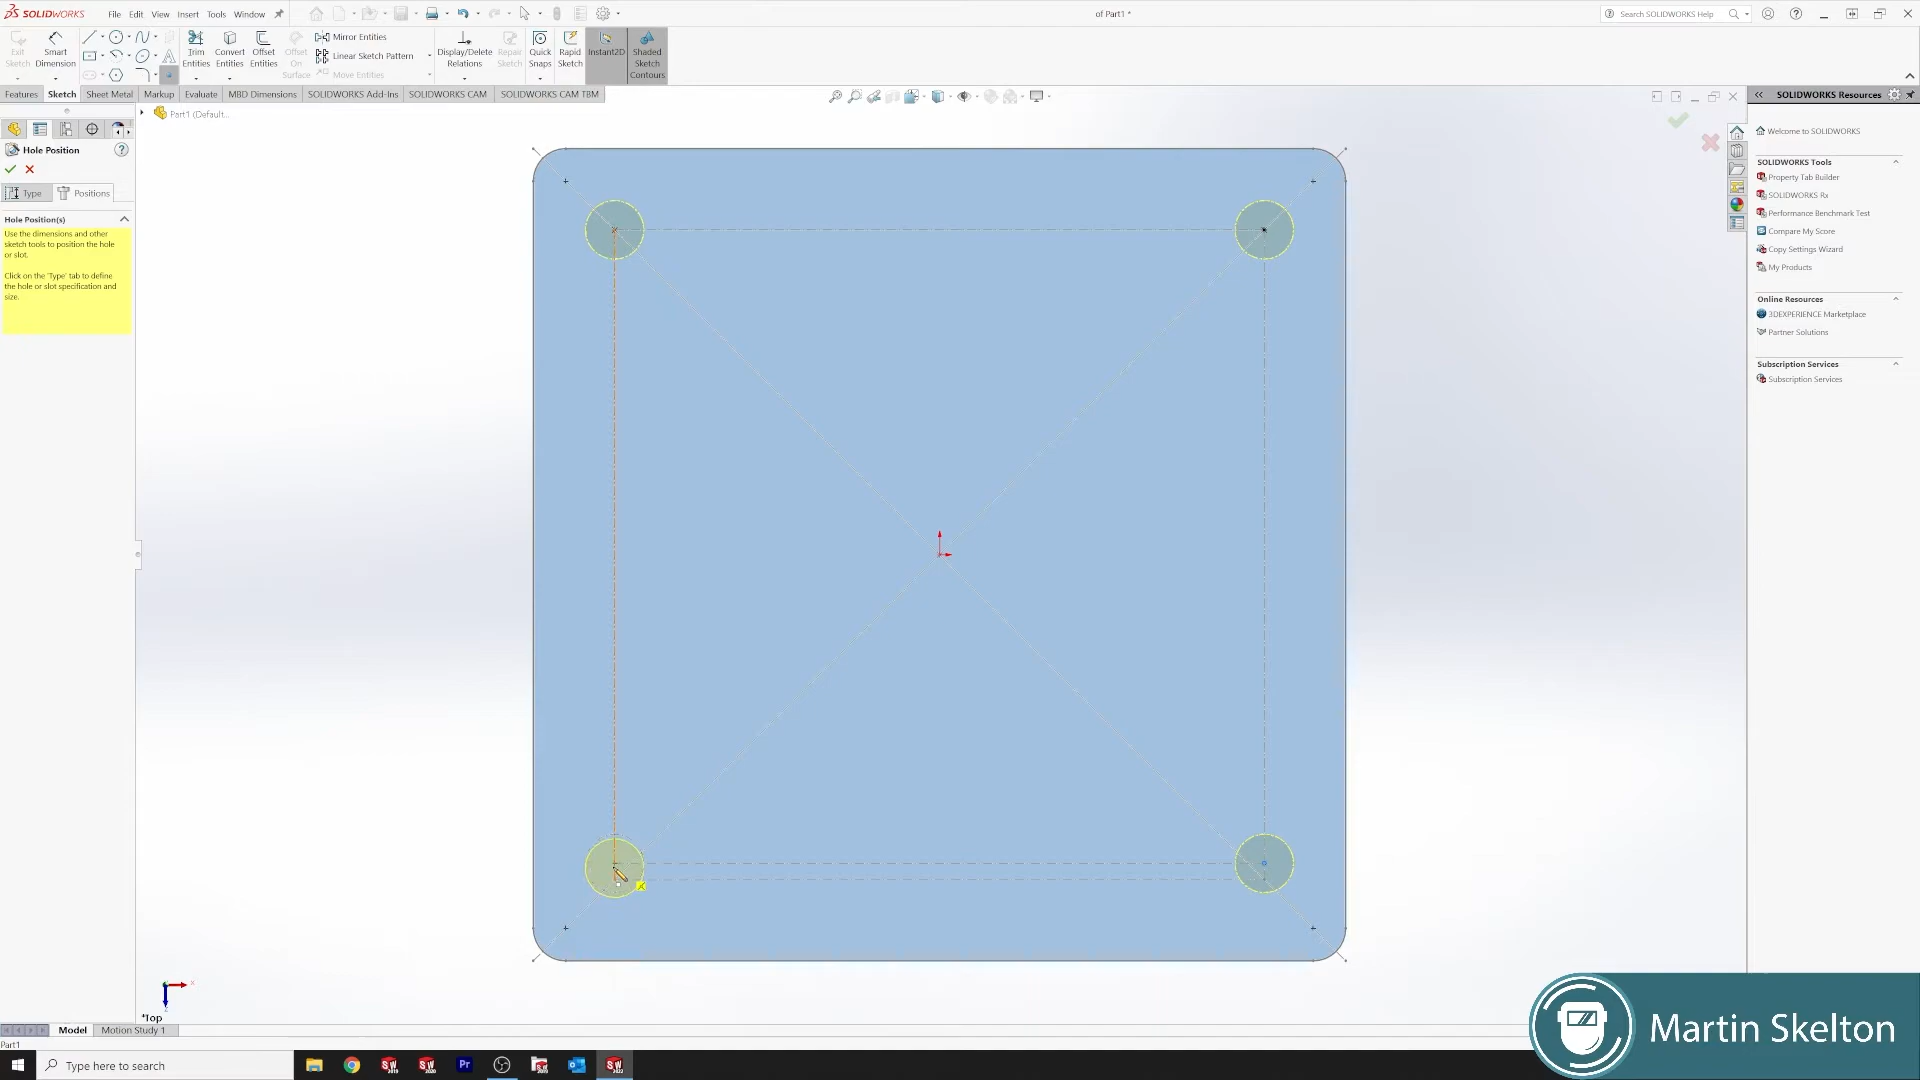 SOLIDWORKS
File Edit View Insert Tools Window
of Part1 *
Search SOLIDWORKS Help
Exit Sketch
Smart Dimension
Trim Entities
Convert Entities
Offset Entities
Offset On Surface
Mirror Entities
Linear Sketch Pattern
Move Entities
Display/Delete Relations
Repair Sketch
Quick Snaps
Rapid Sketch
Instant2D
Shaded Sketch Contours
Features Sketch Sheet Metal Markup Evaluate MBD Dimensions SOLIDWORKS Add-Ins SOLIDWORKS CAM SOLIDWORKS CAM TBM
Part1 (Default...
Hole Position
Type Positions
Hole Position(s)
Use the dimensions and other
sketch tools to position the hole
or slot.
Click on the 'Type' tab to define
the hole or slot specification and
size.
SOLIDWORKS Resources
Welcome to SOLIDWORKS
SOLIDWORKS Tools
Property Tab Builder
SOLIDWORKS Rx
Performance Benchmark Test
Compare My Score
Copy Settings Wizard
My Products
Online Resources
3DEXPERIENCE Marketplace
Partner Solutions
Subscription Services
Subscription Services
*Top
Model Motion Study 1
Part1
Type here to search
Martin Skelton